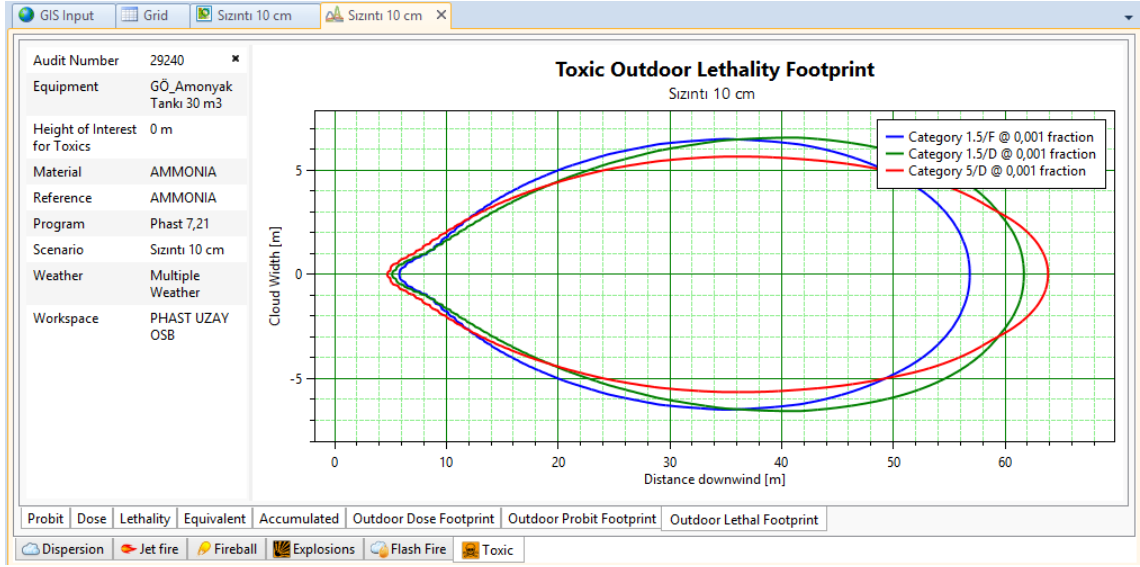 GIS Input
Grid
Sızıntı 10 cm
Sızıntı 10 cm
Audit Number 29240
Equipment GÖ_Amonyak
Tankı 30 m3
Height of Interest 0 m
for Toxics
Material AMMONIA
Reference AMMONIA
Program Phast 7,21
Scenario Sızıntı 10 cm
Weather Multiple
Weather
Workspace PHAST UZAY
OSB
Toxic Outdoor Lethality Footprint
Sızıntı 10 cm
Category 1.5/F @ 0,001 fraction
Category 1.5/D @ 0,001 fraction
Category 5/D @ 0,001 fraction
Cloud Width [m]
5
0
-5
0 10 20 30 40 50 60
Distance downwind [m]
Probit Dose Lethality Equivalent Accumulated Outdoor Dose Footprint Outdoor Probit Footprint Outdoor Lethal Footprint
Dispersion Jet fire Fireball Explosions Flash Fire Toxic